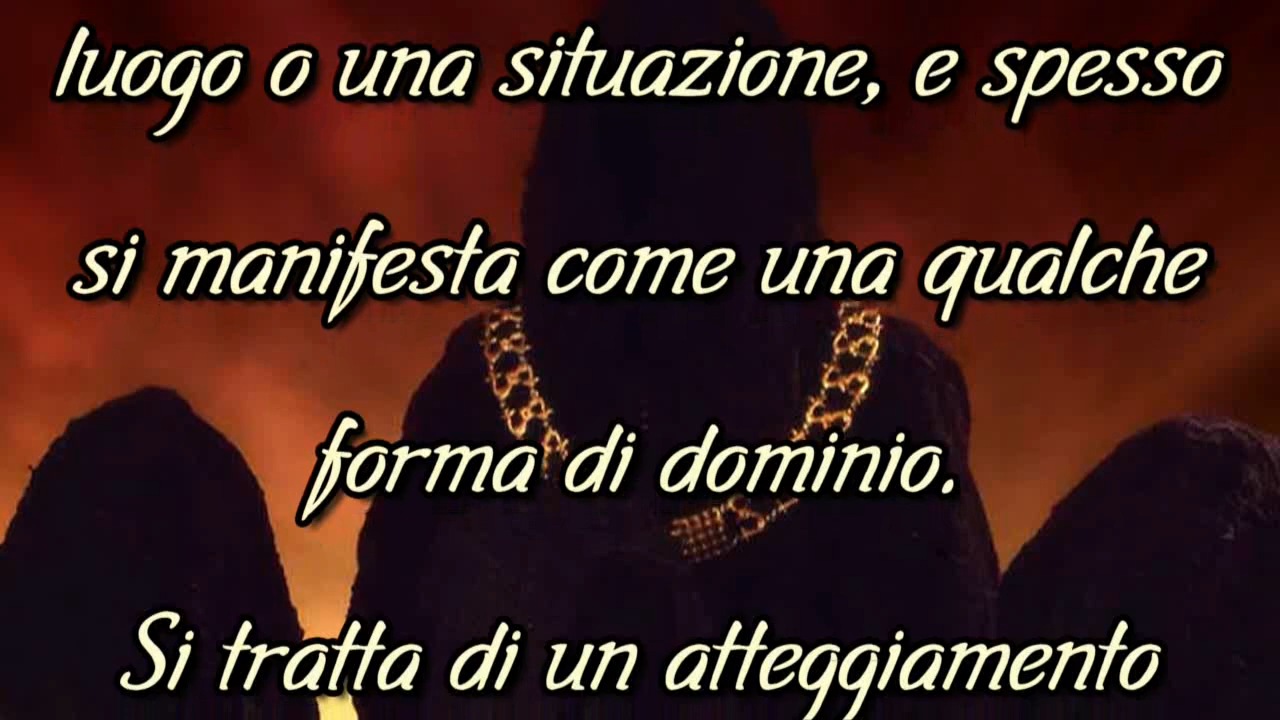 luogo o una situazione, e spesso
si manifesta come una qualche
forma di dominio.
Si tratta di un atteggiamento